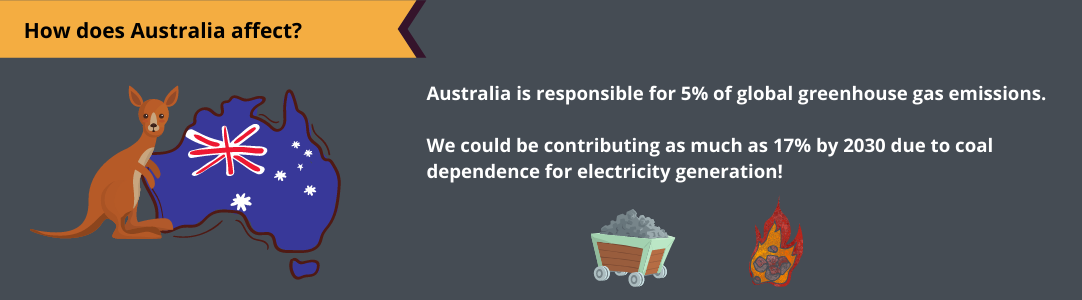 How does Australia affect?
Australia is responsible for 5% of global greenhouse gas emissions.
We could be contributing as much as 17% by 2030 due to coal
dependence for electricity generation!